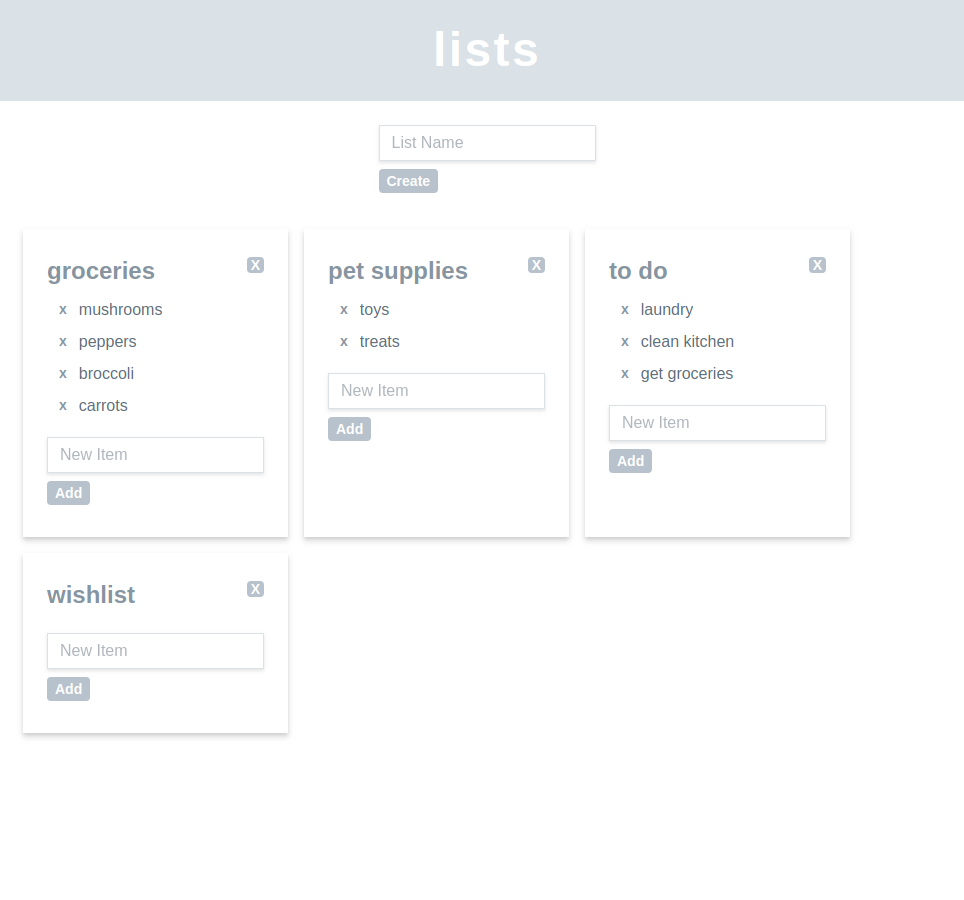 lists
List Name
Create
groceries X
x mushrooms
x peppers
x broccoli
x carrots
New Item
Add
pet supplies X
x toys
x treats
New Item
Add
to do X
x laundry
x clean kitchen
x get groceries
New Item
Add
wishlist X
New Item
Add